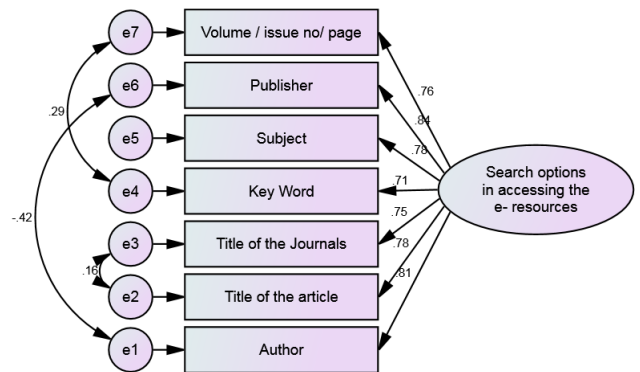 e7
Volume / issue no/ page
.76
e6
Publisher
.84
.29
e5
Subject
.78
Search options
in accessing the
e- resources
e4
Key Word
.71
-.42
e3
Title of the Journals
.75
.16
e2
Title of the article
.78
.81
e1
Author